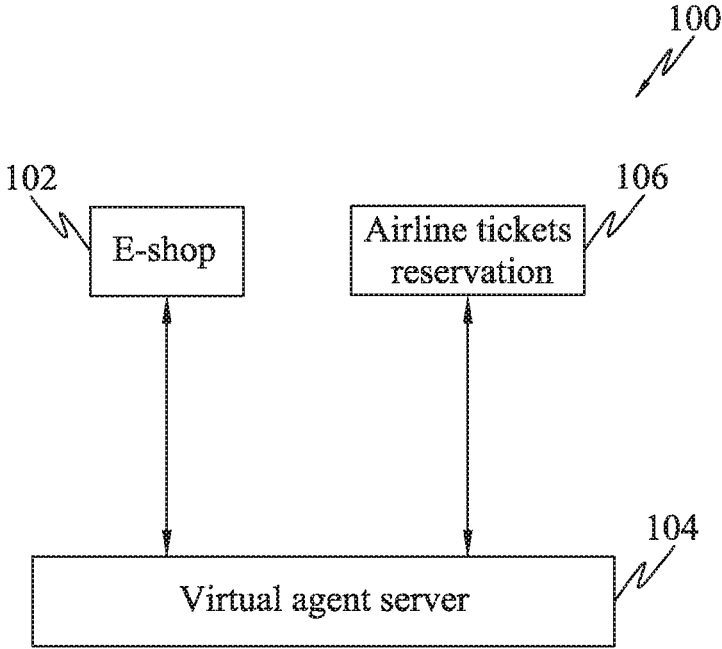 100
102
106
E-shop
Airline tickets
reservation
104
Virtual agent server